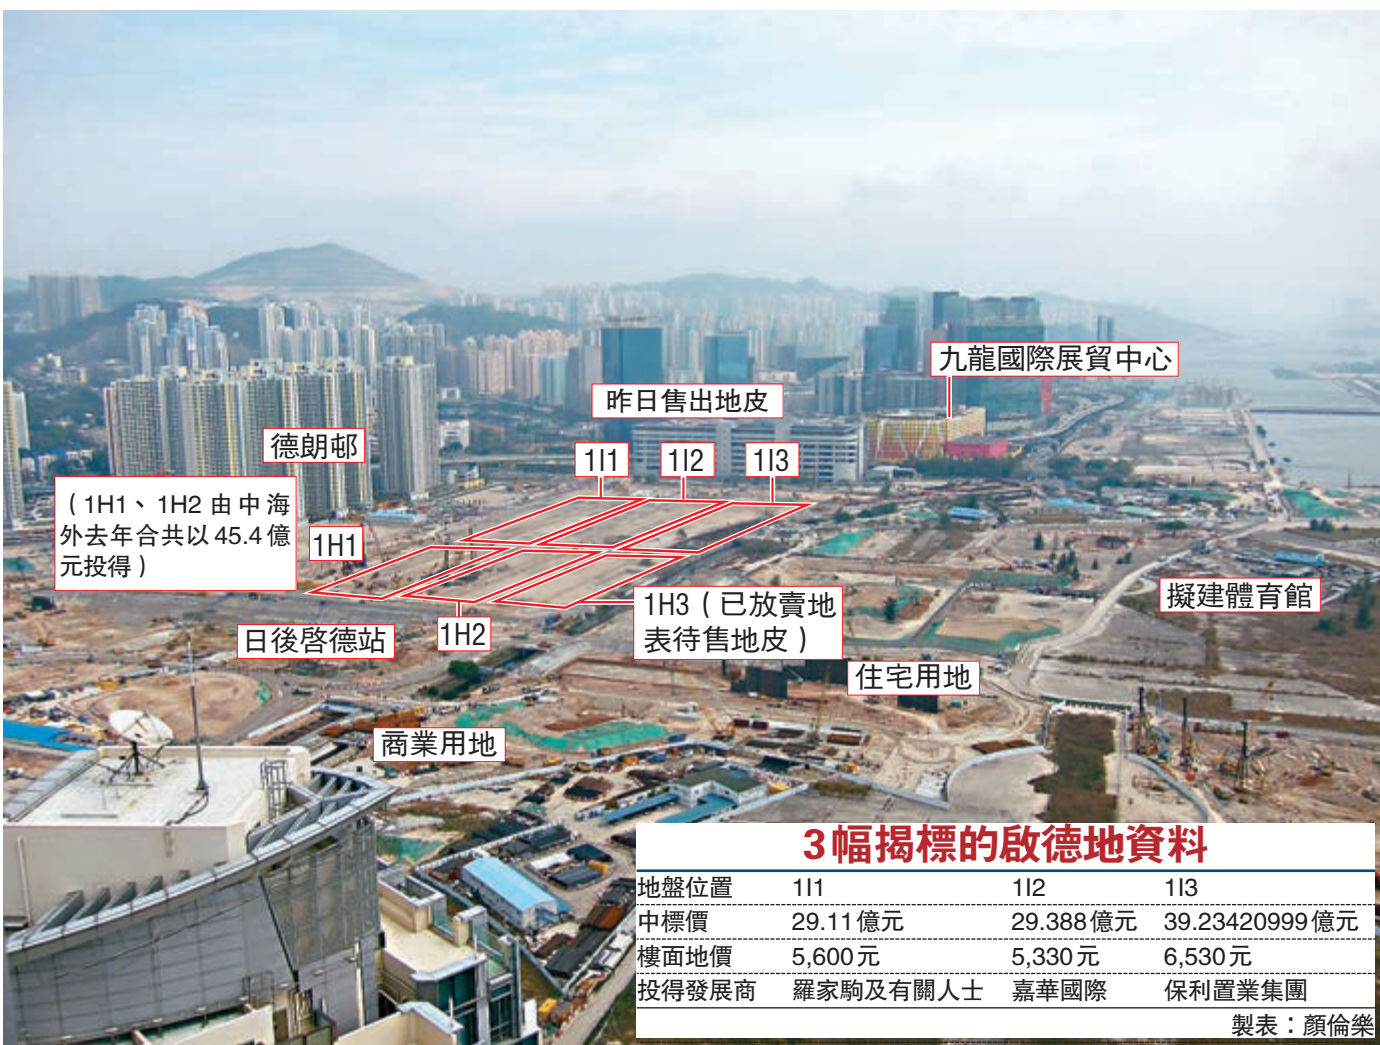 九龍國際展貿中心
昨日售出地皮
德朗邨
1I1
1I2
1I3
(1H1、1H2由中海
外去年合共以45.4億
元投得)
1H1
擬建體育館
1H3(已放賣地
表待售地皮)
日後啓德站
1H2
住宅用地
商業用地
3幅揭標的啟德地資料
地盤位置 1I1 1I2 1I3
中標價 29.11億元 29.388億元 39.23420999億元
樓面地價 5,600元 5,330元 6,530元
投得發展商 羅家駒及有關人士 嘉華國際 保利置業集團
製表：顏倫樂